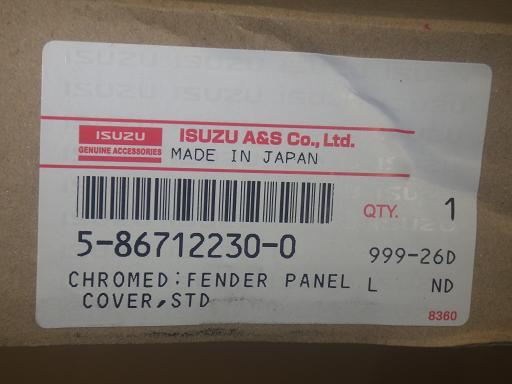 ISUZU
GENUINE ACCESSORIES
ISUZU A&S Co., Ltd.
MADE IN JAPAN
QTY. 1
5-86712230-0 999-26D
CHROMED:FENDER PANEL L ND
COVER,STD
8360